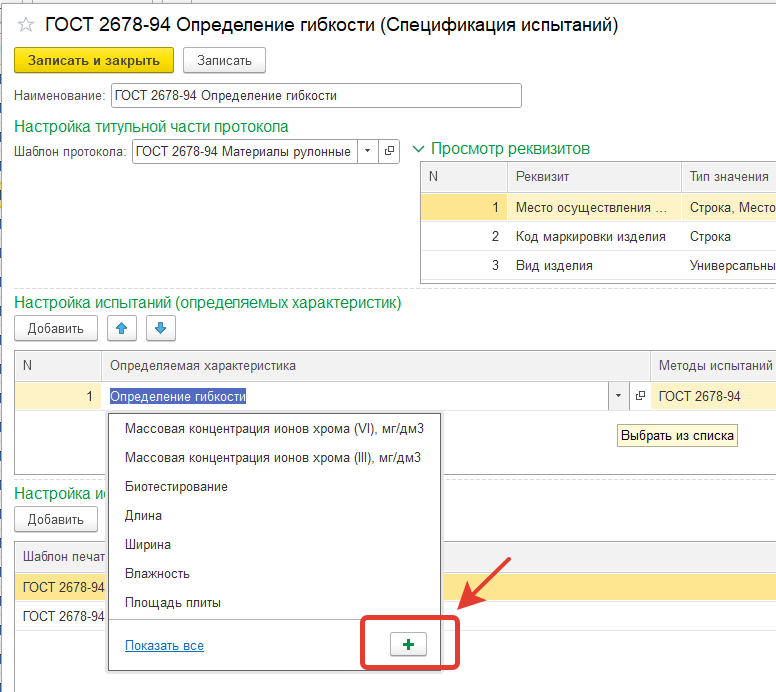 ГОСТ 2678-94 Определение гибкости (Спецификация испытаний)
Записать и закрыть
Записать
Наименование: ГОСТ 2678-94 Определение гибкости
Настройка титульной части протокола
Шаблон протокола: ГОСТ 2678-94 Материалы рулонные
Просмотр реквизитов
N Реквизит Тип значения
1 Место осуществления ... Строка, Место
2 Код маркировки изделия Строка
3 Вид изделия Универсальны
Настройка испытаний (определяемых характеристик)
Добавить
N Определяемая характеристика Методы испытаний
1 Определение гибкости ГОСТ 2678-94
Выбрать из списка
Массовая концентрация ионов хрома (VI), мг/дм3
Массовая концентрация ионов хрома (III), мг/дм3
Биотестирование
Длина
Ширина
Влажность
Площадь плиты
Показать все
Настройка и
Добавить
Шаблон печат
ГОСТ 2678-94
ГОСТ 2678-94